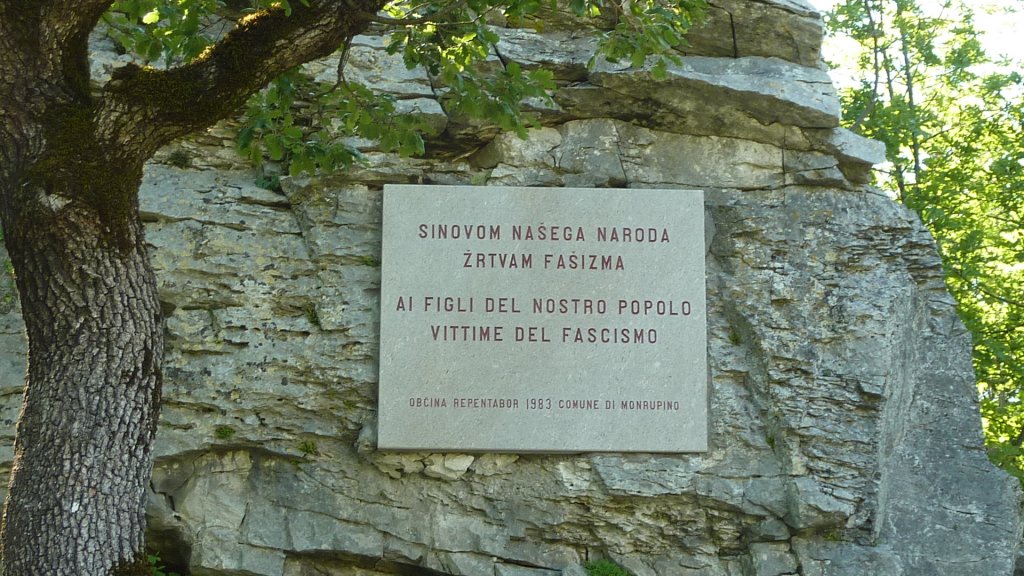 SINOVOM NAŠEGA NARODA
ŽRTVAM FAŠIZMA
AI FIGLI DEL NOSTRO POPOLO
VITTIME DEL FASCISMO
OBČINA REPENTABOR 1983 COMUNE DI MONRUPINO